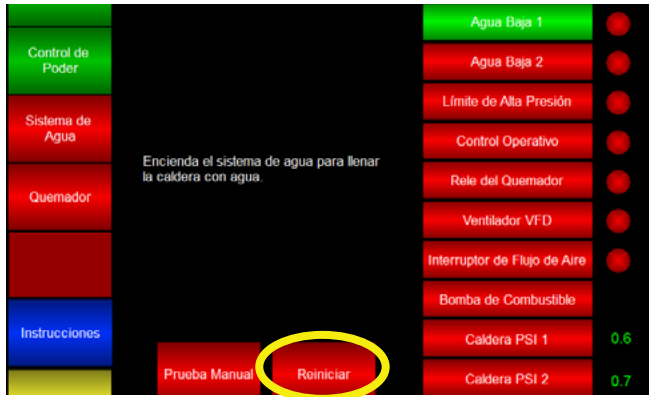 Control de
Poder
Sistema de
Agua
Quemador
Instrucciones
Encienda el sistema de agua para llenar
la caldera con agua.
Prueba Manual
Reiniciar
Agua Baja 1
Agua Baja 2
Límite de Alta Presión
Control Operativo
Rele del Quemador
Ventilador VFD
Interruptor de Flujo de Aire
Bomba de Combustible
Caldera PSI 1 0.6
Caldera PSI 2 0.7